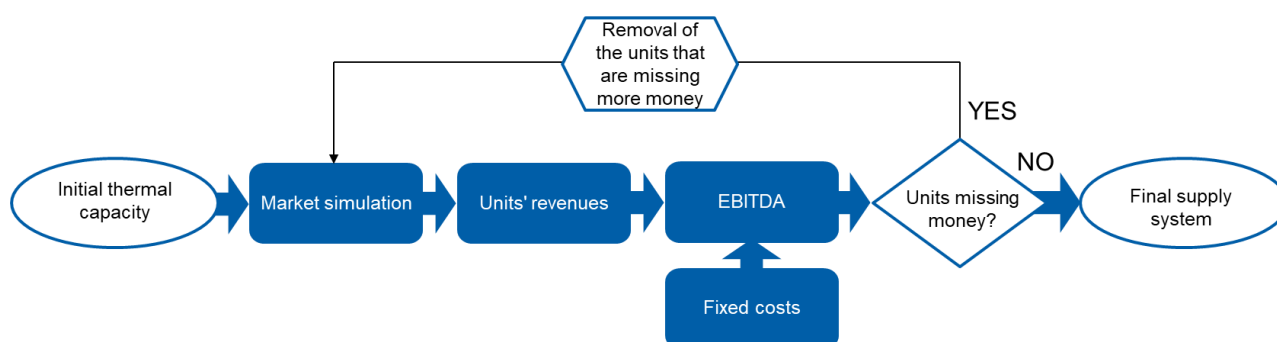 Removal of
the units that
are missing
more money
YES
NO
Initial thermal
capacity
Market simulation
Units' revenues
EBITDA
Units missing
money?
Final supply
system
Fixed costs